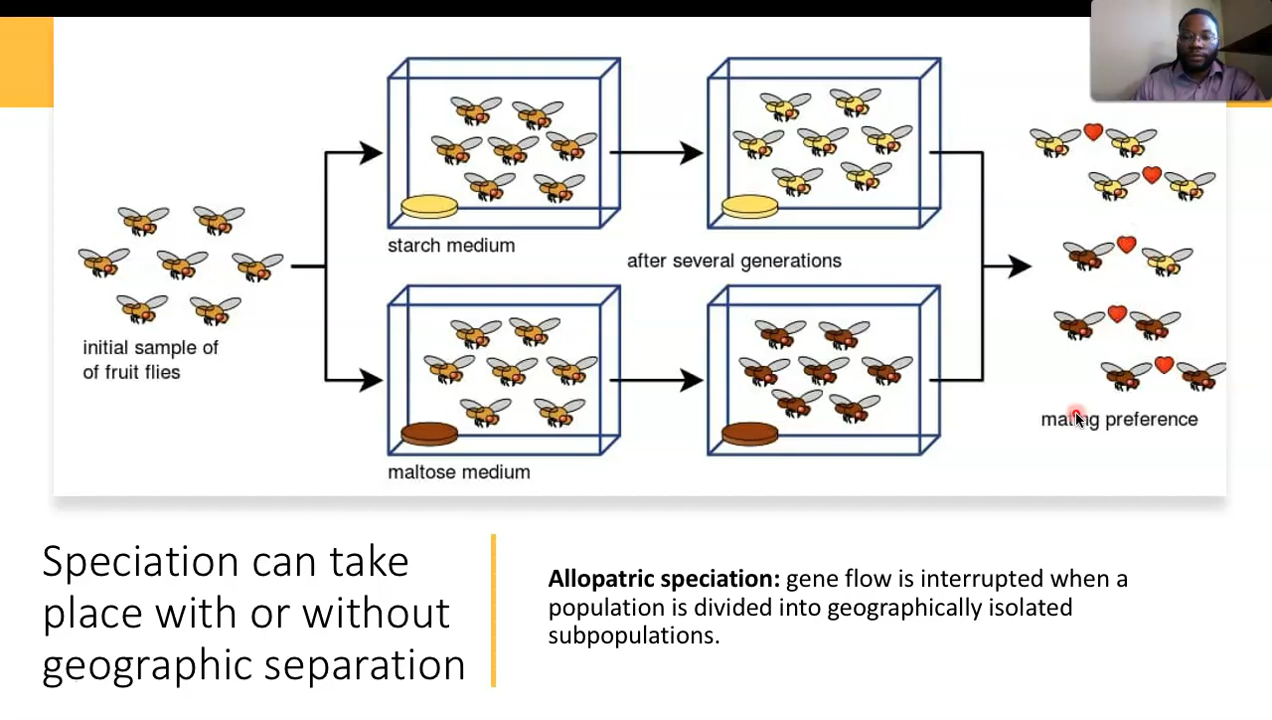 starch medium
after several generations
initial sample of
of fruit flies
maltose medium
mating preference
Speciation can take
place with or without
geographic separation
Allopatric speciation: gene flow is interrupted when a
population is divided into geographically isolated
subpopulations.